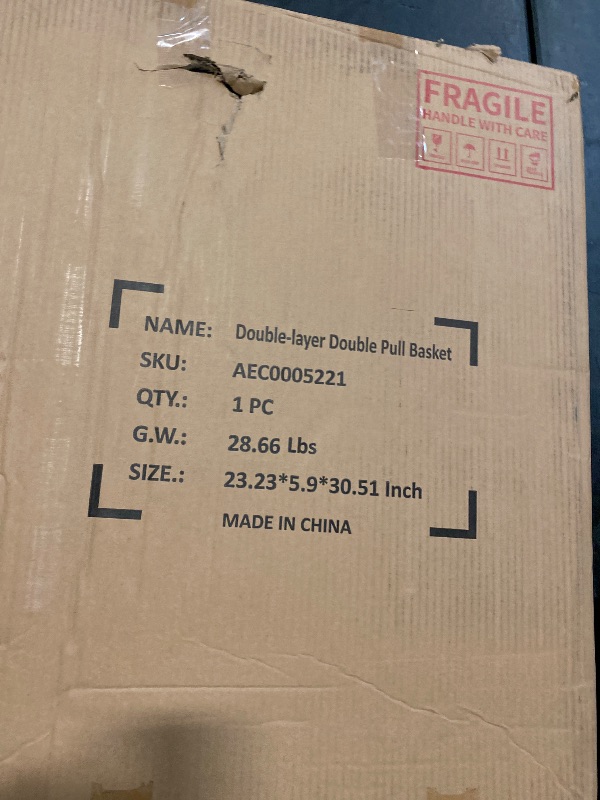 FRAGILE
HANDLE WITH CARE
NAME: Double-layer Double Pull Basket
SKU: AEC0005221
QTY.: 1 PC
G.W.: 28.66 Lbs
SIZE.: 23.23*5.9*30.51 Inch
MADE IN CHINA